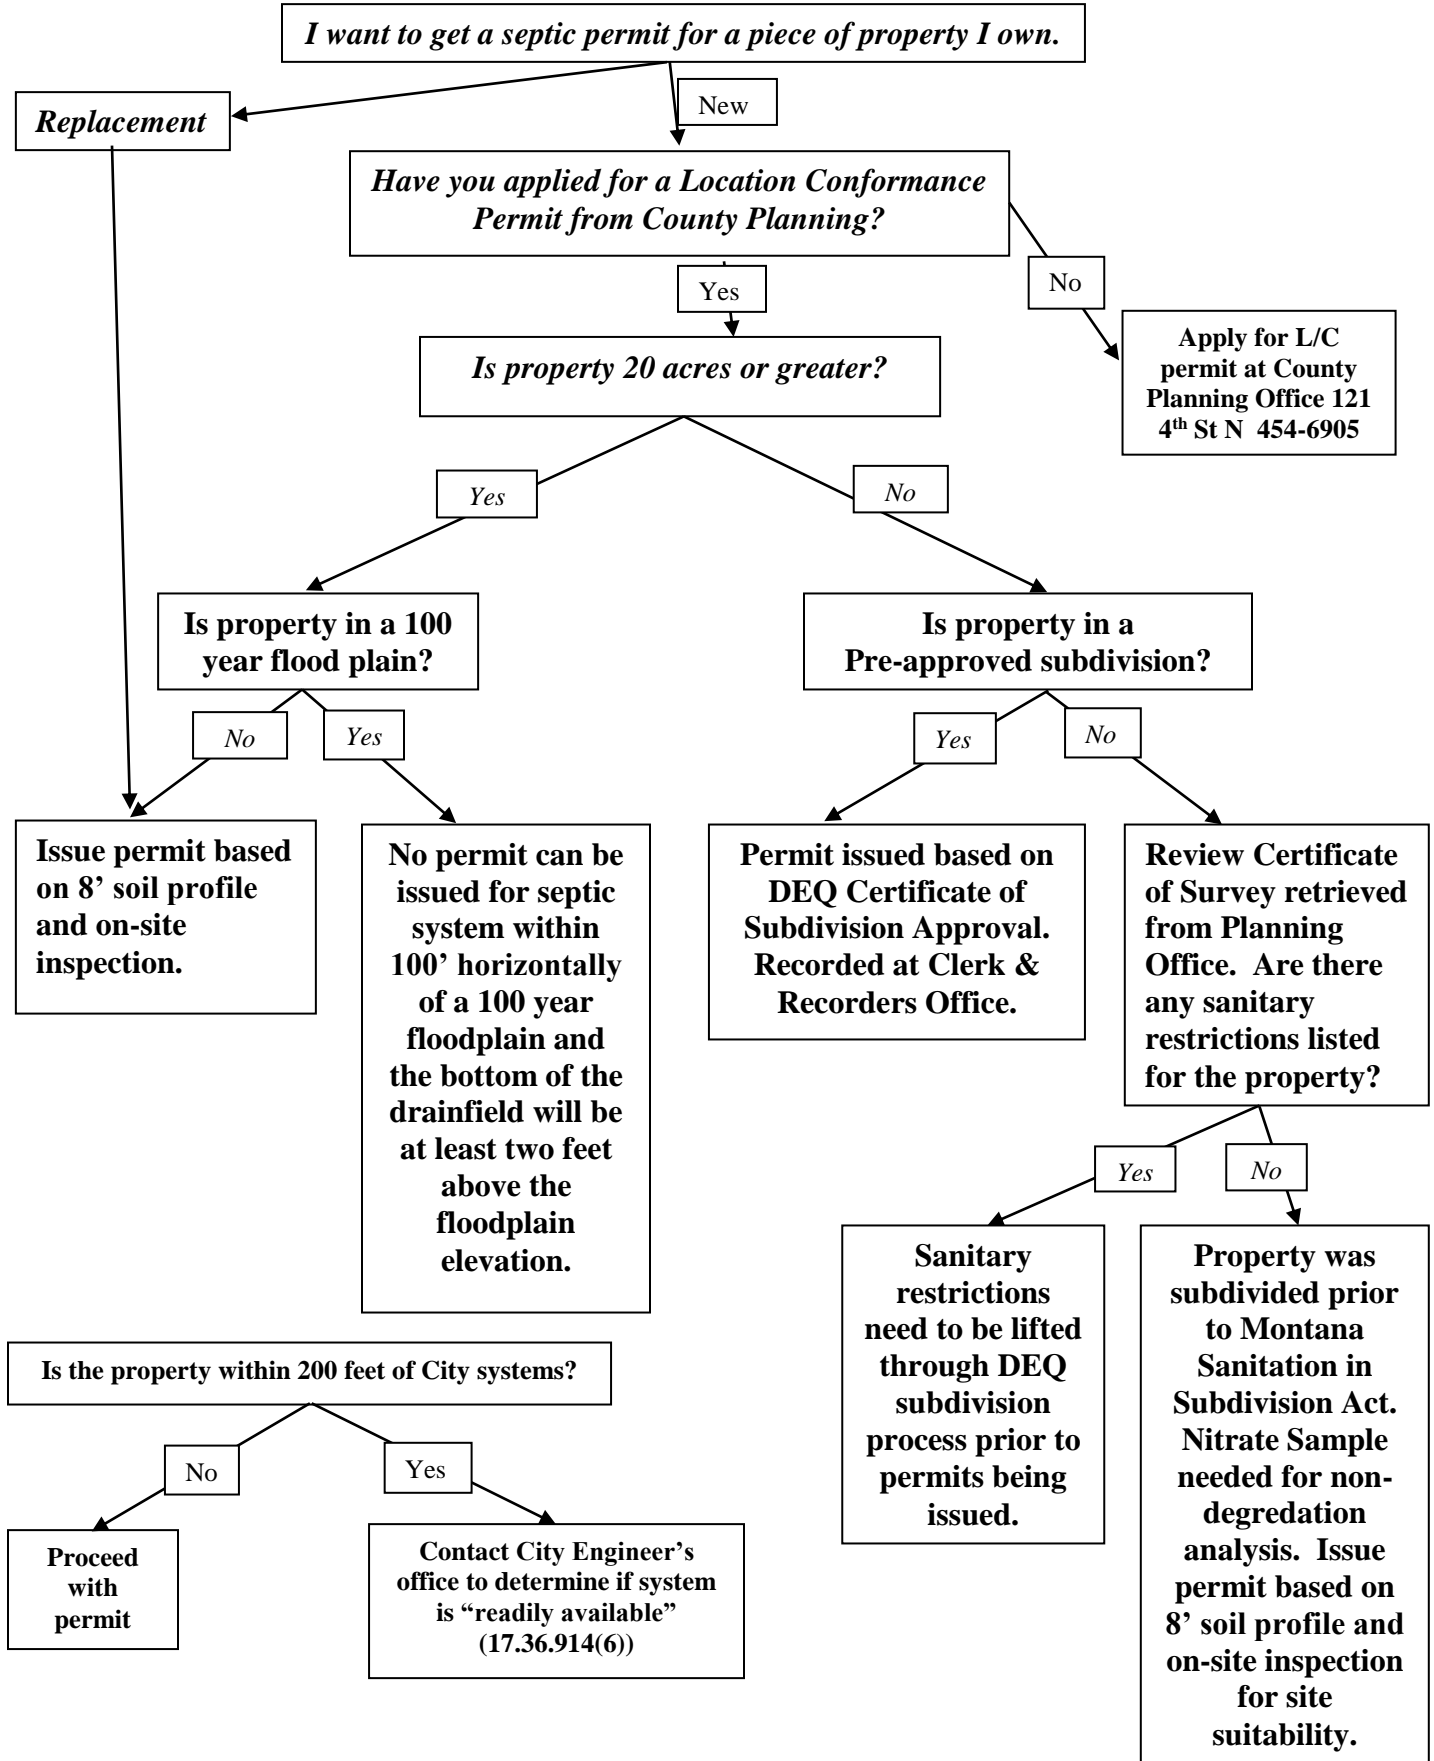 I want to get a septic permit for a piece of property I own.
Replacement
New
Have you applied for a Location Conformance
Permit from County Planning?
Yes
No
Apply for L/C
permit at County
Planning Office 121
4th St N  454-6905
Is property 20 acres or greater?
Yes
No
Is property in a 100
year flood plain?
Is property in a
Pre-approved subdivision?
No
Yes
Yes
No
Issue permit based
on 8’ soil profile
and on-site
inspection.
No permit can be
issued for septic
system within
100’ horizontally
of a 100 year
floodplain and
the bottom of the
drainfield will be
at least two feet
above the
floodplain
elevation.
Permit issued based on
DEQ Certificate of
Subdivision Approval.
Recorded at Clerk &
Recorders Office.
Review Certificate
of Survey retrieved
from Planning
Office.  Are there
any sanitary
restrictions listed
for the property?
Yes
No
Sanitary
restrictions
need to be lifted
through DEQ
subdivision
process prior to
permits being
issued.
Property was
subdivided prior
to Montana
Sanitation in
Subdivision Act.
Nitrate Sample
needed for non-
degredation
analysis.  Issue
permit based on
8’ soil profile and
on-site inspection
for site
suitability.
Is the property within 200 feet of City systems?
No
Yes
Proceed
with
permit
Contact City Engineer’s
office to determine if system
is “readily available”
(17.36.914(6))